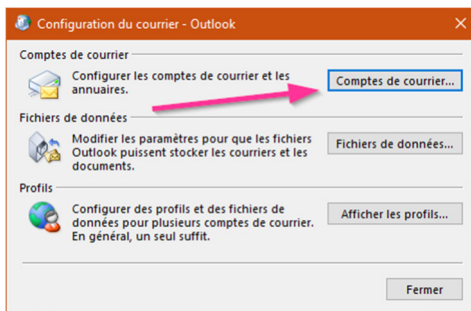 Configuration du courrier - Outlook
Comptes de courrier
Configurer les comptes de courrier et les
annuaires.
Comptes de courrier...
Fichiers de données
Modifier les paramètres pour que les fichiers
Outlook puissent stocker les courriers et les
documents.
Fichiers de données...
Profils
Configurer des profils et des fichiers de
données pour plusieurs comptes de courrier.
En général, un seul suffit.
Afficher les profils...
Fermer